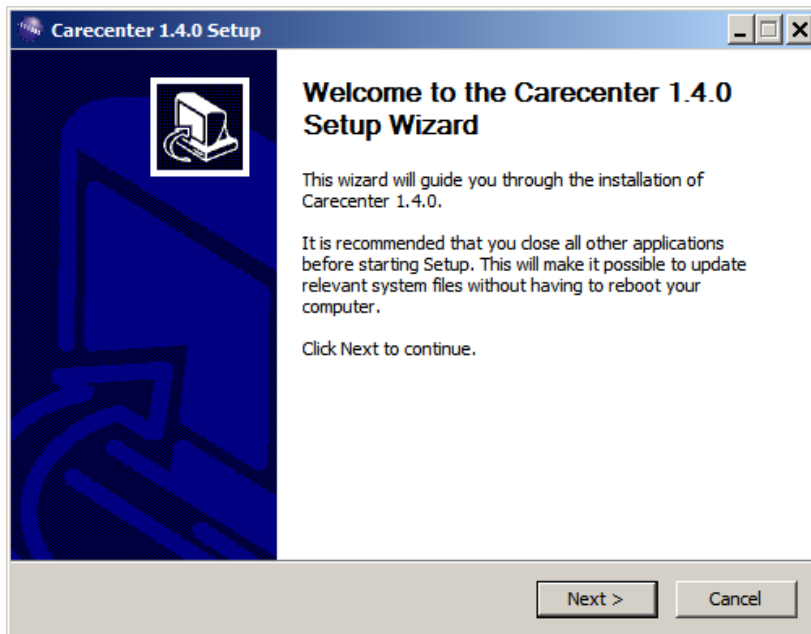 Carecenter 1.4.0 Setup
Welcome to the Carecenter 1.4.0
Setup Wizard
This wizard will guide you through the installation of
Carecenter 1.4.0.
It is recommended that you close all other applications
before starting Setup. This will make it possible to update
relevant system files without having to reboot your
computer.
Click Next to continue.
Next >
Cancel